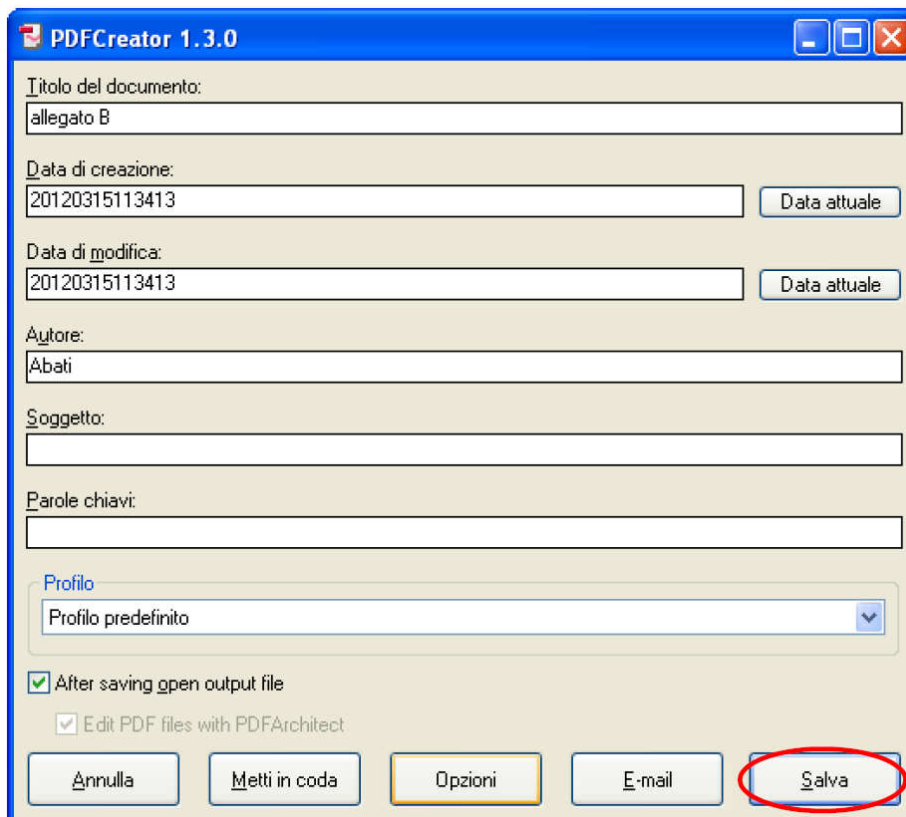 PDFCreator 1.3.0
Titolo del documento:
allegato B
Data di creazione:
20120315113413 Data attuale
Data di modifica:
20120315113413 Data attuale
Autore:
Abati
Soggetto:
Parole chiavi:
Profilo
Profilo predefinito
After saving open output file
Edit PDF files with PDFArchitect
Annulla Metti in coda Opzioni E-mail Salva